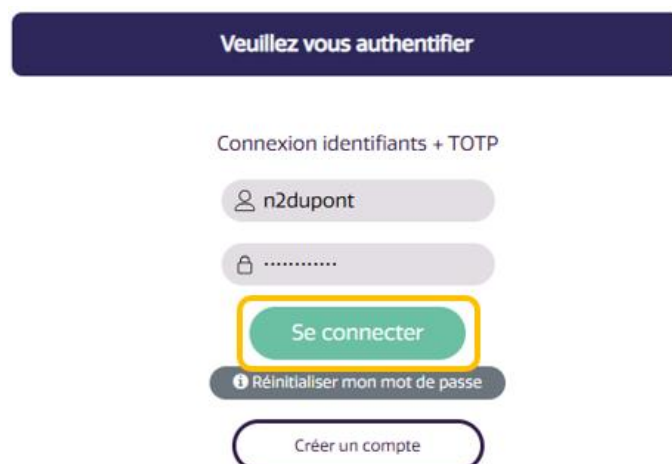 Veuillez vous authentifier
Connexion identifiants + TOTP
n2dupont
············
Se connecter
Réinitialiser mon mot de passe
Créer un compte